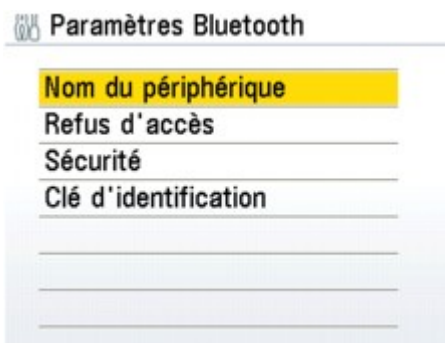 Paramètres Bluetooth
Nom du périphérique
Refus d'accès
Sécurité
Clé d'identification